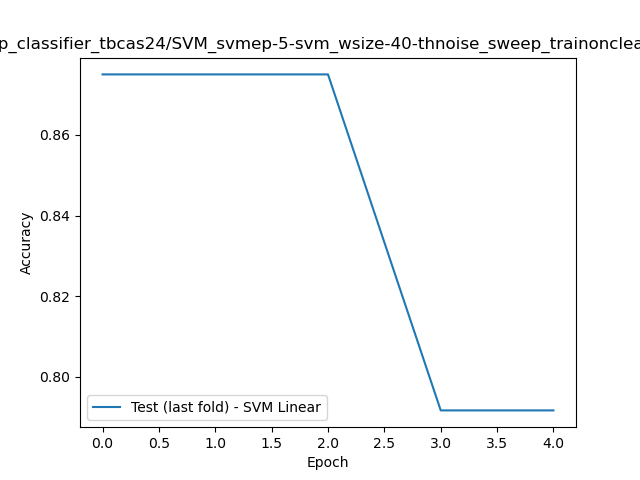 p_classifier_tbcas24/SVM_svmep-5-svm_wsize-40-thnoise_sweep_trainonclea
0.86
0.84
0.82
0.80
Accuracy
Test (last fold) - SVM Linear
0.0 0.5 1.0 1.5 2.0 2.5 3.0 3.5 4.0
Epoch